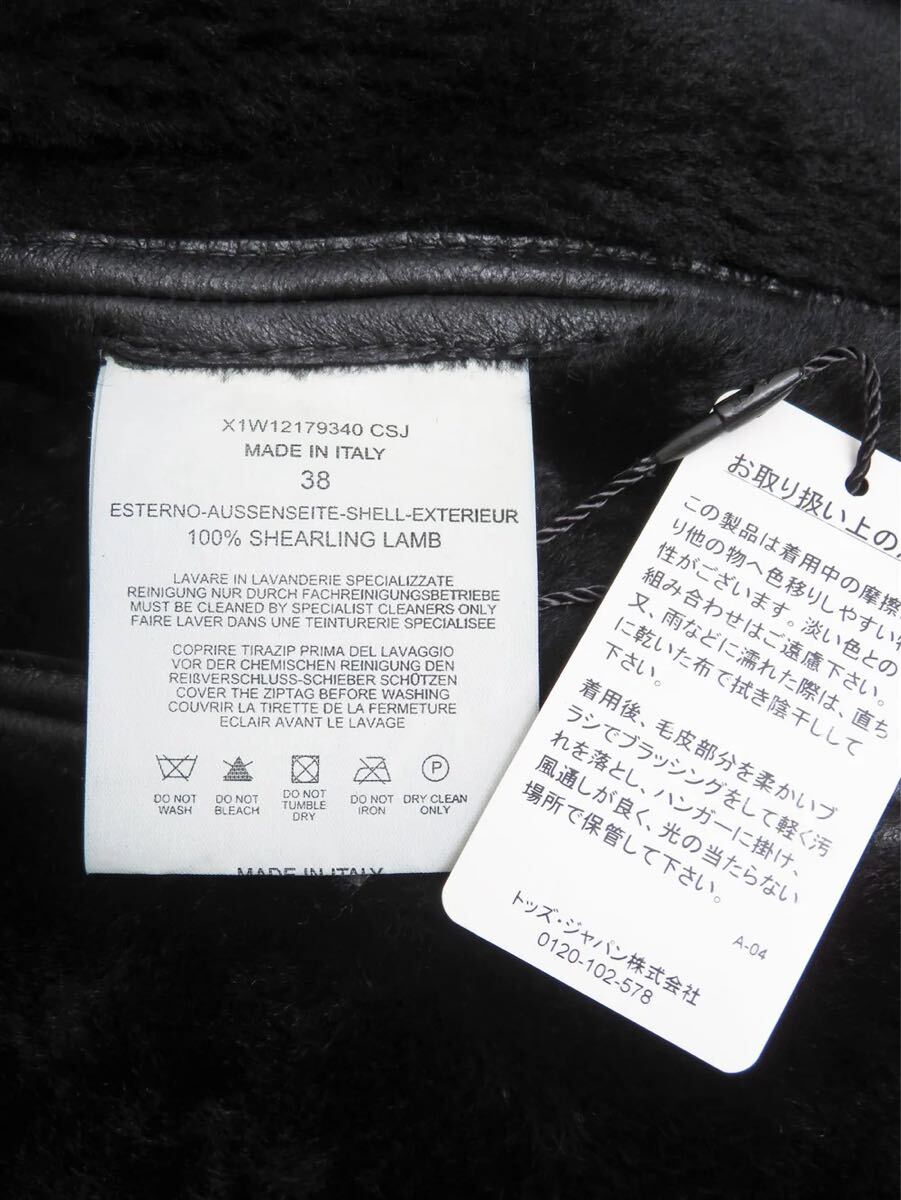 X1W12179340 CSJ
MADE IN ITALY
38
ESTERNO-AUSSENSEITE-SHELL-EXTERIEUR
100% SHEARLING LAMB
LAVARE IN LAVANDERIE SPECIALIZZATE
REINIGUNG NUR DURCH FACHREINIGUNGSBETRIEBE
MUST BE CLEANED BY SPECIALIST CLEANERS ONLY
FAIRE LAVER DANS UNE TEINTURERIE SPECIALISEE
COPRIRE TIRAZIP PRIMA DEL LAVAGGIO
VOR DER CHEMISCHEN REINIGUNG DEN
REIßVERSCHLUSS-SCHIEBER SCHÜTZEN
COVER THE ZIPTAG BEFORE WASHING
COUVRIR LA TIRETTE DE LA FERMETURE
ECLAIR AVANT LE LAVAGE
P
DO NOT WASH
DO NOT BLEACH
DO NOT TUMBLE DRY
DO NOT IRON
DRY CLEAN ONLY
MADE IN ITALY
お取り扱い上の
この製品は着用中の摩擦
り他の物へ色移りしやすい
性がございます。淡い色との
組み合わせはご遠慮下さい。
又、雨などに濡れた際は、直ち
に乾いた布で拭き陰干しして
下さい。
着用後、毛皮部分を柔かいブ
ラシでブラッシングをして軽く汚
れを落とし、ハンガーに掛け、
風通しが良く、光の当たらない
場所で保管して下さい。
A-04
トッズ・ジャパン株式会社
0120-102-578